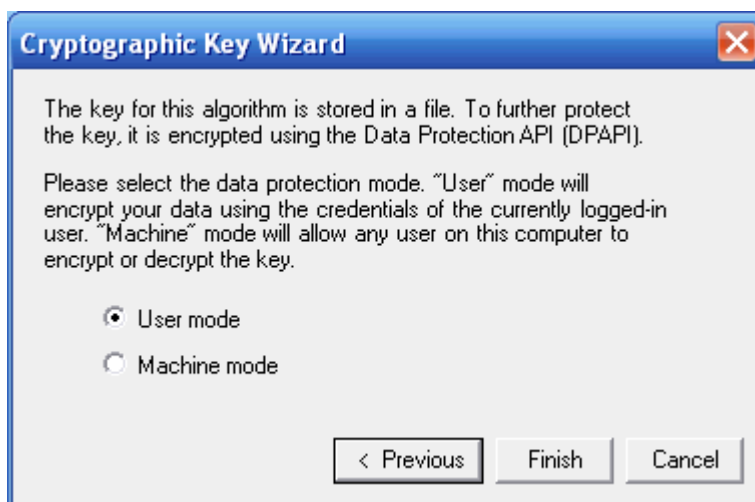 Cryptographic Key Wizard
The key for this algorithm is stored in a file. To further protect
the key, it is encrypted using the Data Protection API (DPAPI).
Please select the data protection mode. "User" mode will
encrypt your data using the credentials of the currently logged-in
user. "Machine" mode will allow any user on this computer to
encrypt or decrypt the key.
User mode
Machine mode
< Previous Finish Cancel